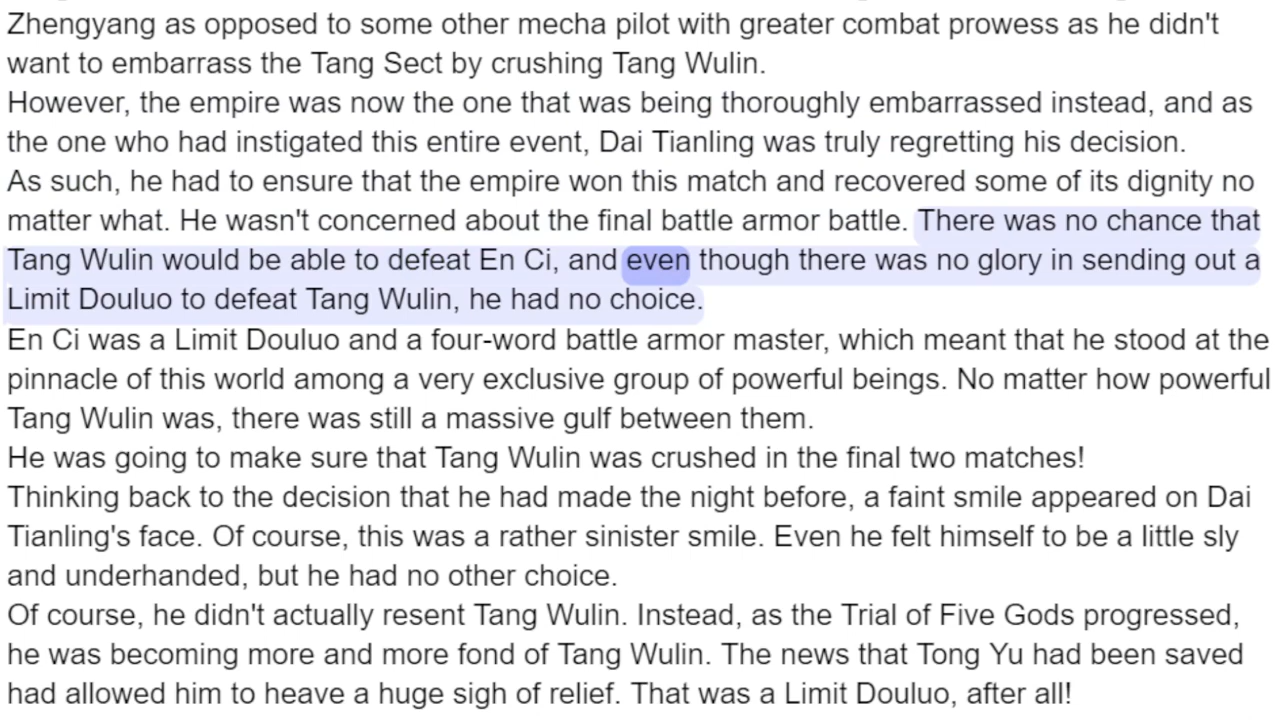 Zhengyang as opposed to some other mecha pilot with greater combat prowess as he didn't
want to embarrass the Tang Sect by crushing Tang Wulin.
However, the empire was now the one that was being thoroughly embarrassed instead, and as
the one who had instigated this entire event, Dai Tianling was truly regretting his decision.
As such, he had to ensure that the empire won this match and recovered some of its dignity no
matter what. He wasn't concerned about the final battle armor battle. There was no chance that
Tang Wulin would be able to defeat En Ci, and even though there was no glory in sending out a
Limit Douluo to defeat Tang Wulin, he had no choice.
En Ci was a Limit Douluo and a four-word battle armor master, which meant that he stood at the
pinnacle of this world among a very exclusive group of powerful beings. No matter how powerful
Tang Wulin was, there was still a massive gulf between them.
He was going to make sure that Tang Wulin was crushed in the final two matches!
Thinking back to the decision that he had made the night before, a faint smile appeared on Dai
Tianling's face. Of course, this was a rather sinister smile. Even he felt himself to be a little sly
and underhanded, but he had no other choice.
Of course, he didn't actually resent Tang Wulin. Instead, as the Trial of Five Gods progressed,
he was becoming more and more fond of Tang Wulin. The news that Tong Yu had been saved
had allowed him to heave a huge sigh of relief. That was a Limit Douluo, after all!